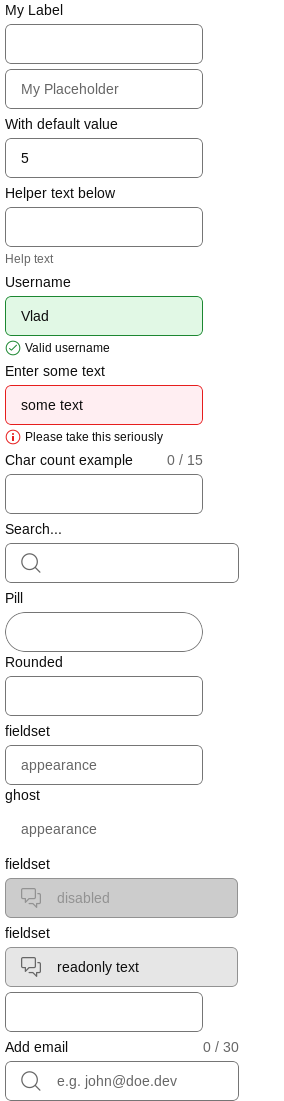 My Label
My Placeholder
With default value
5
Helper text below
Help text
Username
Vlad
Valid username
Enter some text
some text
Please take this seriously
Char count example 0 / 15
Search...
Pill
Rounded
fieldset
appearance
ghost
appearance
fieldset
disabled
fieldset
readonly text
Add email 0 / 30
e.g. john@doe.dev